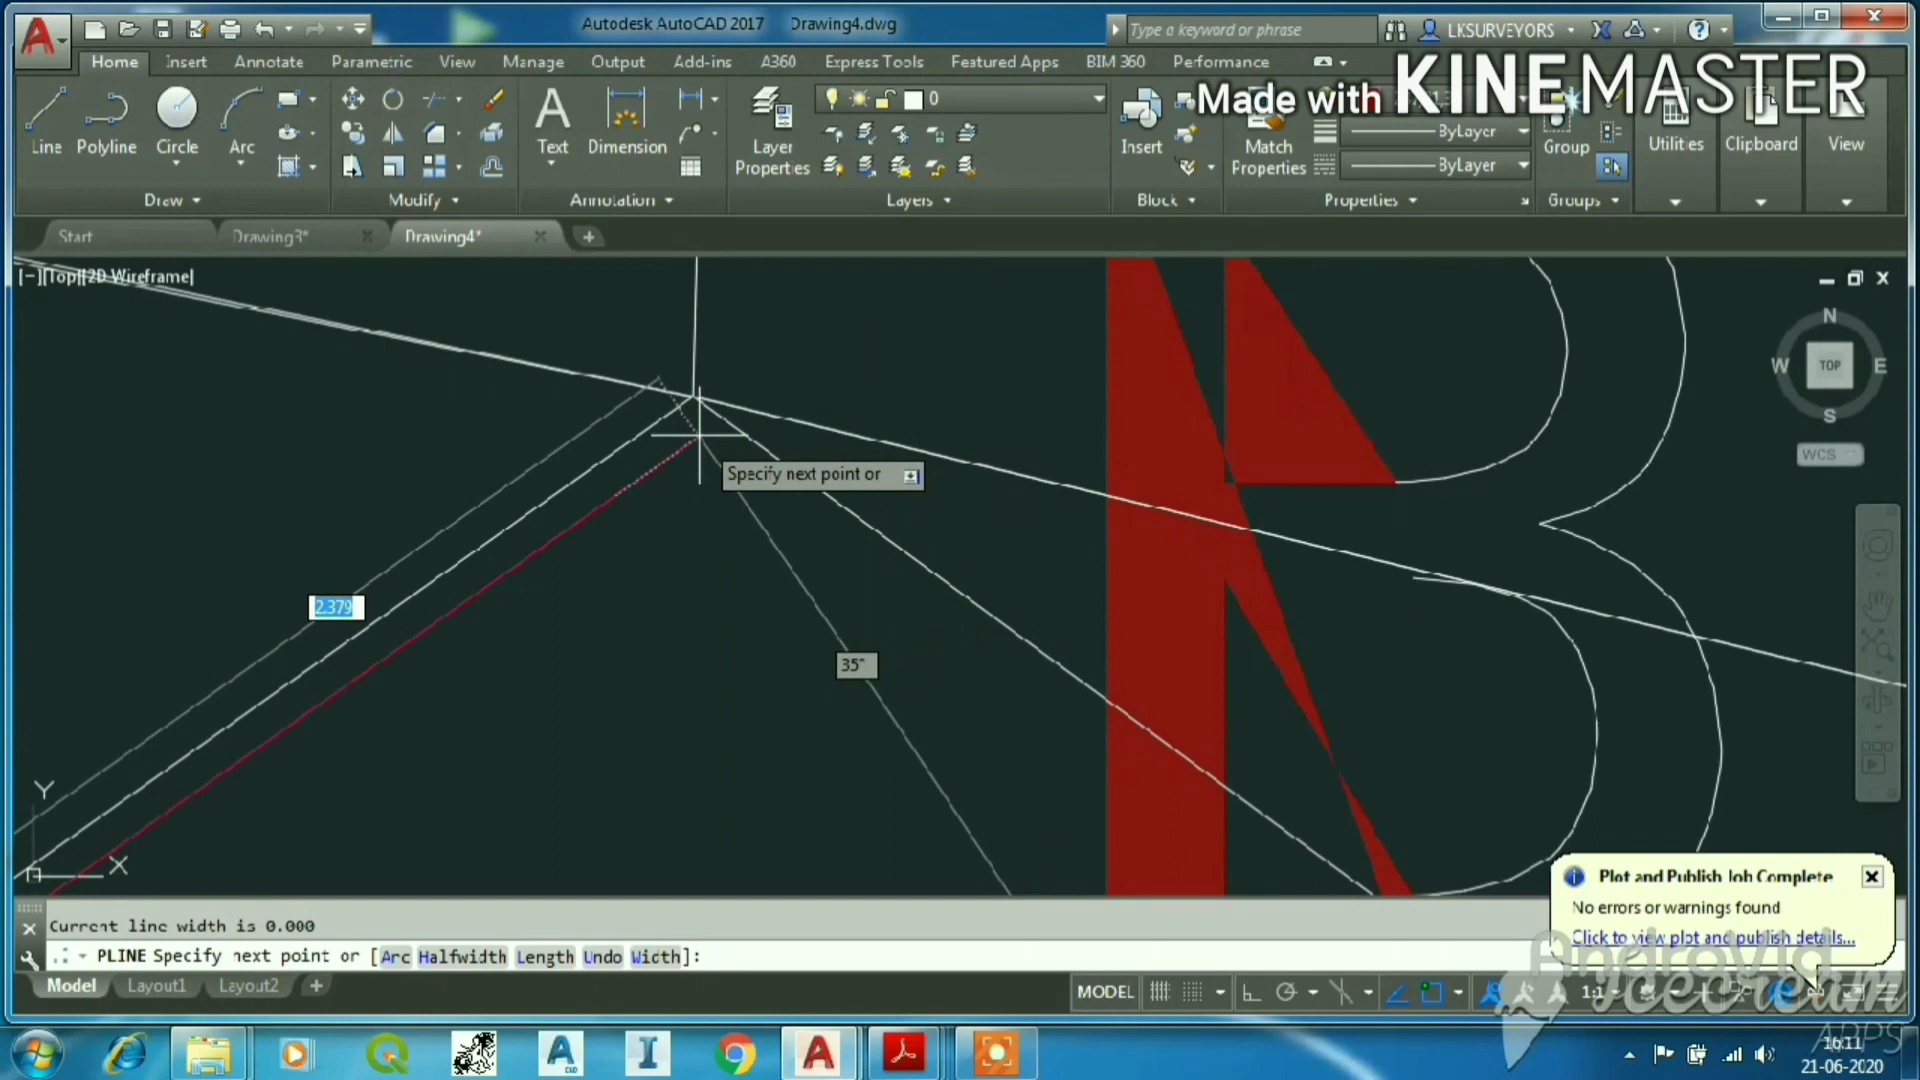 Autodesk AutoCAD 2017 Drawing4.dwg
Type a keyword or phrase
LKSURVEYORS
Home Insert Annotate Parametric View Manage Output Add-ins A360 Express Tools Featured Apps BIM 360 Performance
Made with KINEMASTER
Line Polyline Circle Arc
Text Dimension
Layer Properties
0
Insert
Match Properties
ByLayer
ByLayer
Group
Utilities
Clipboard
View
Draw Modify Annotation Layers Block Properties Groups
Start Drawing3* Drawing4*
[-][Top][2D Wireframe]
N
W TOP E
S
WCS
Specify next point or
2.379
35°
Y
X
Plot and Publish Job Complete
No errors or warnings found
Click to view plot and publish details...
Current line width is 0.000
PLINE Specify next point or [Arc Halfwidth Length Undo Width]:
Model Layout1 Layout2
MODEL
1:1
AndroVid
IceCream
APPS
16:11
21-06-2020